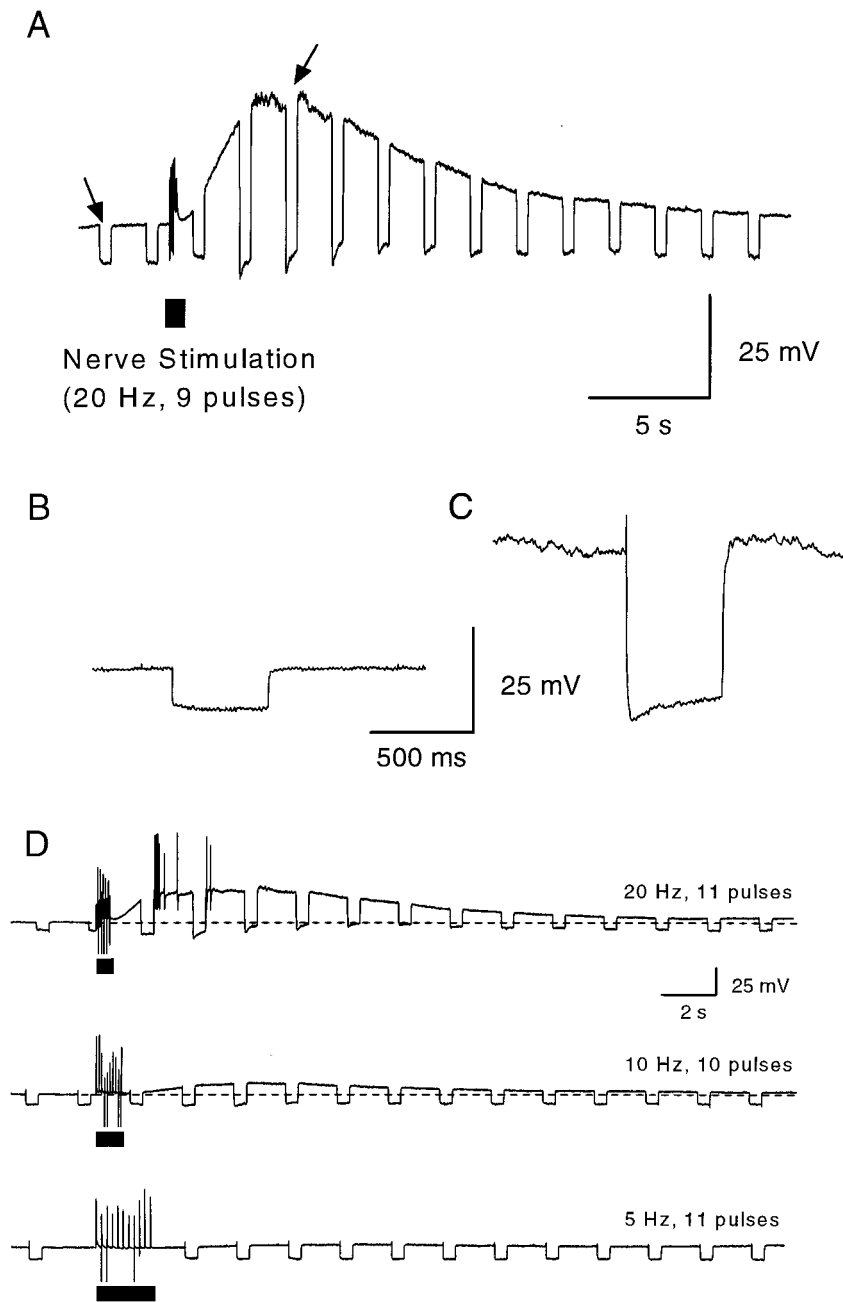 A
Nerve Stimulation
(20 Hz, 9 pulses)
25 mV
5 s
B
C
25 mV
500 ms
D
20 Hz, 11 pulses
25 mV
2 s
10 Hz, 10 pulses
5 Hz, 11 pulses